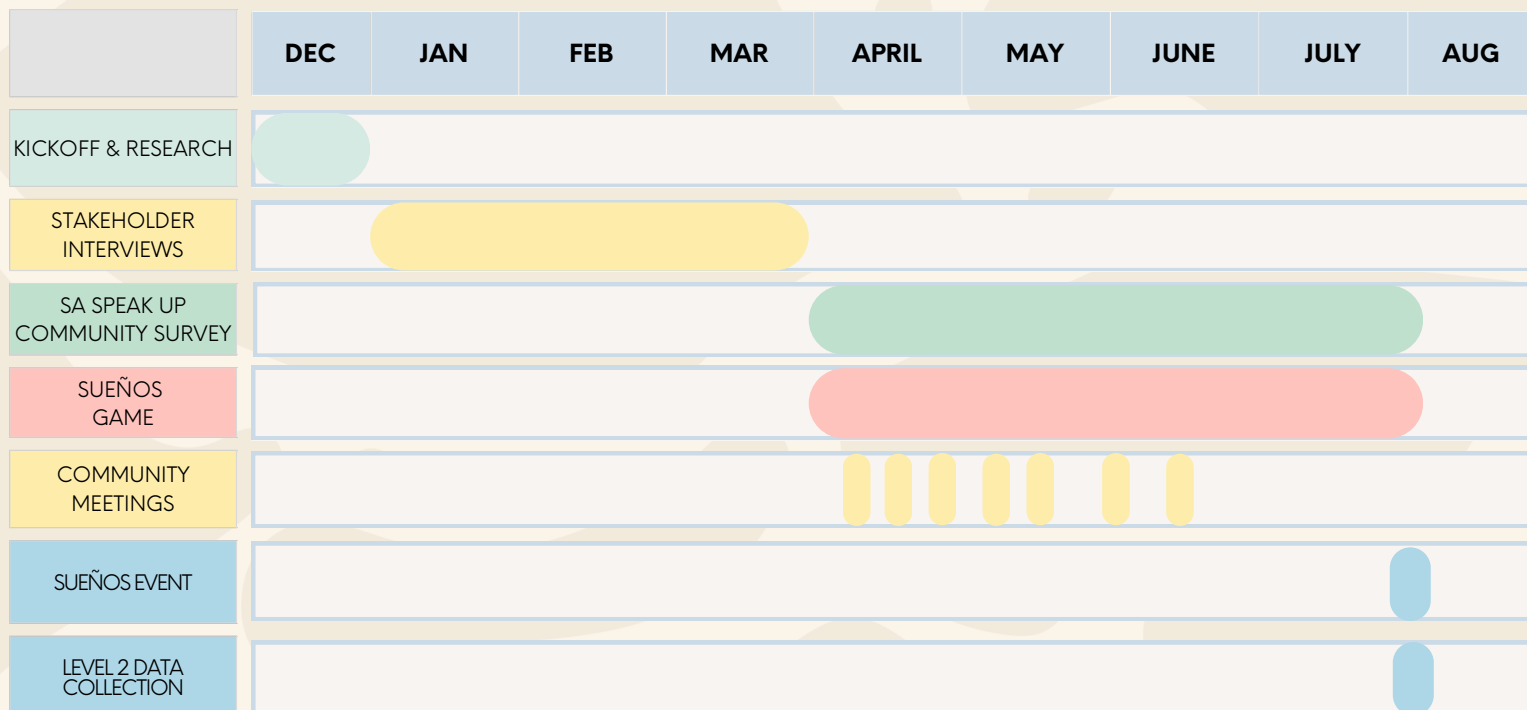 DEC JAN FEB MAR APRIL MAY JUNE JULY AUG
KICKOFF & RESEARCH
STAKEHOLDER
INTERVIEWS
SA SPEAK UP
COMMUNITY SURVEY
SUEÑOS
GAME
COMMUNITY
MEETINGS
SUEÑOS EVENT
LEVEL 2 DATA
COLLECTION